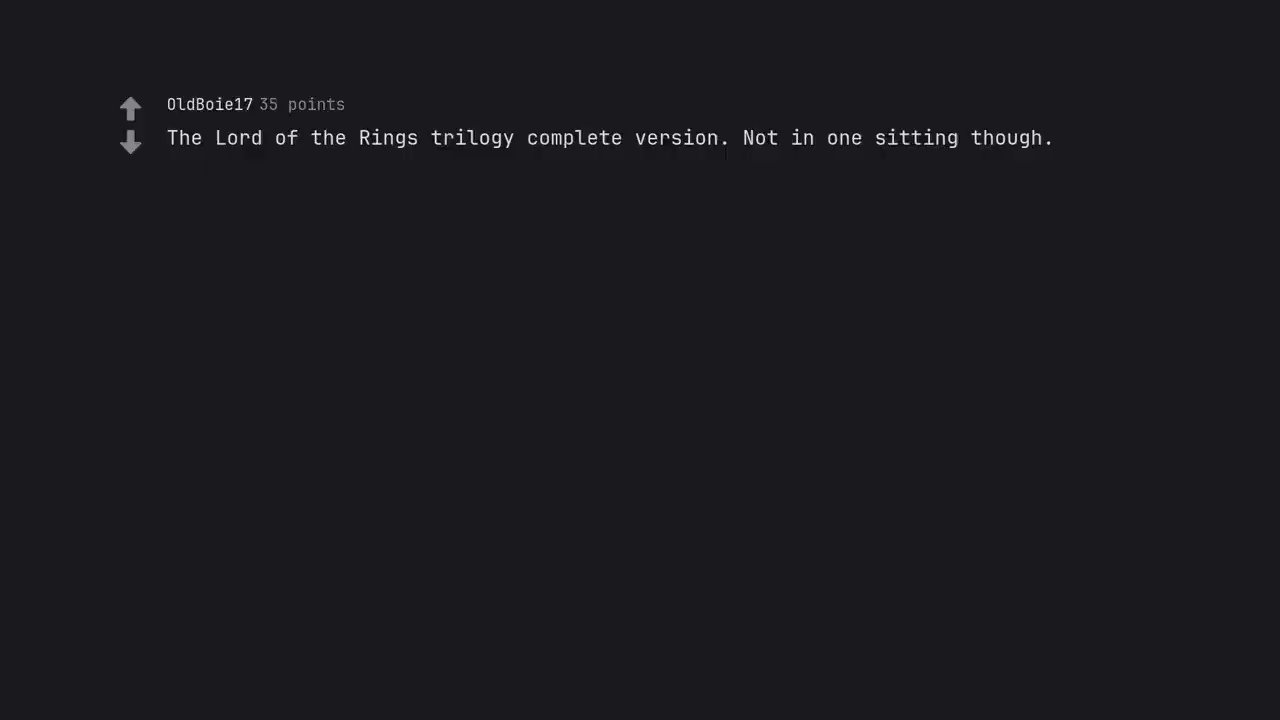 OldBoie17 35 points
The Lord of the Rings trilogy complete version. Not in one sitting though.